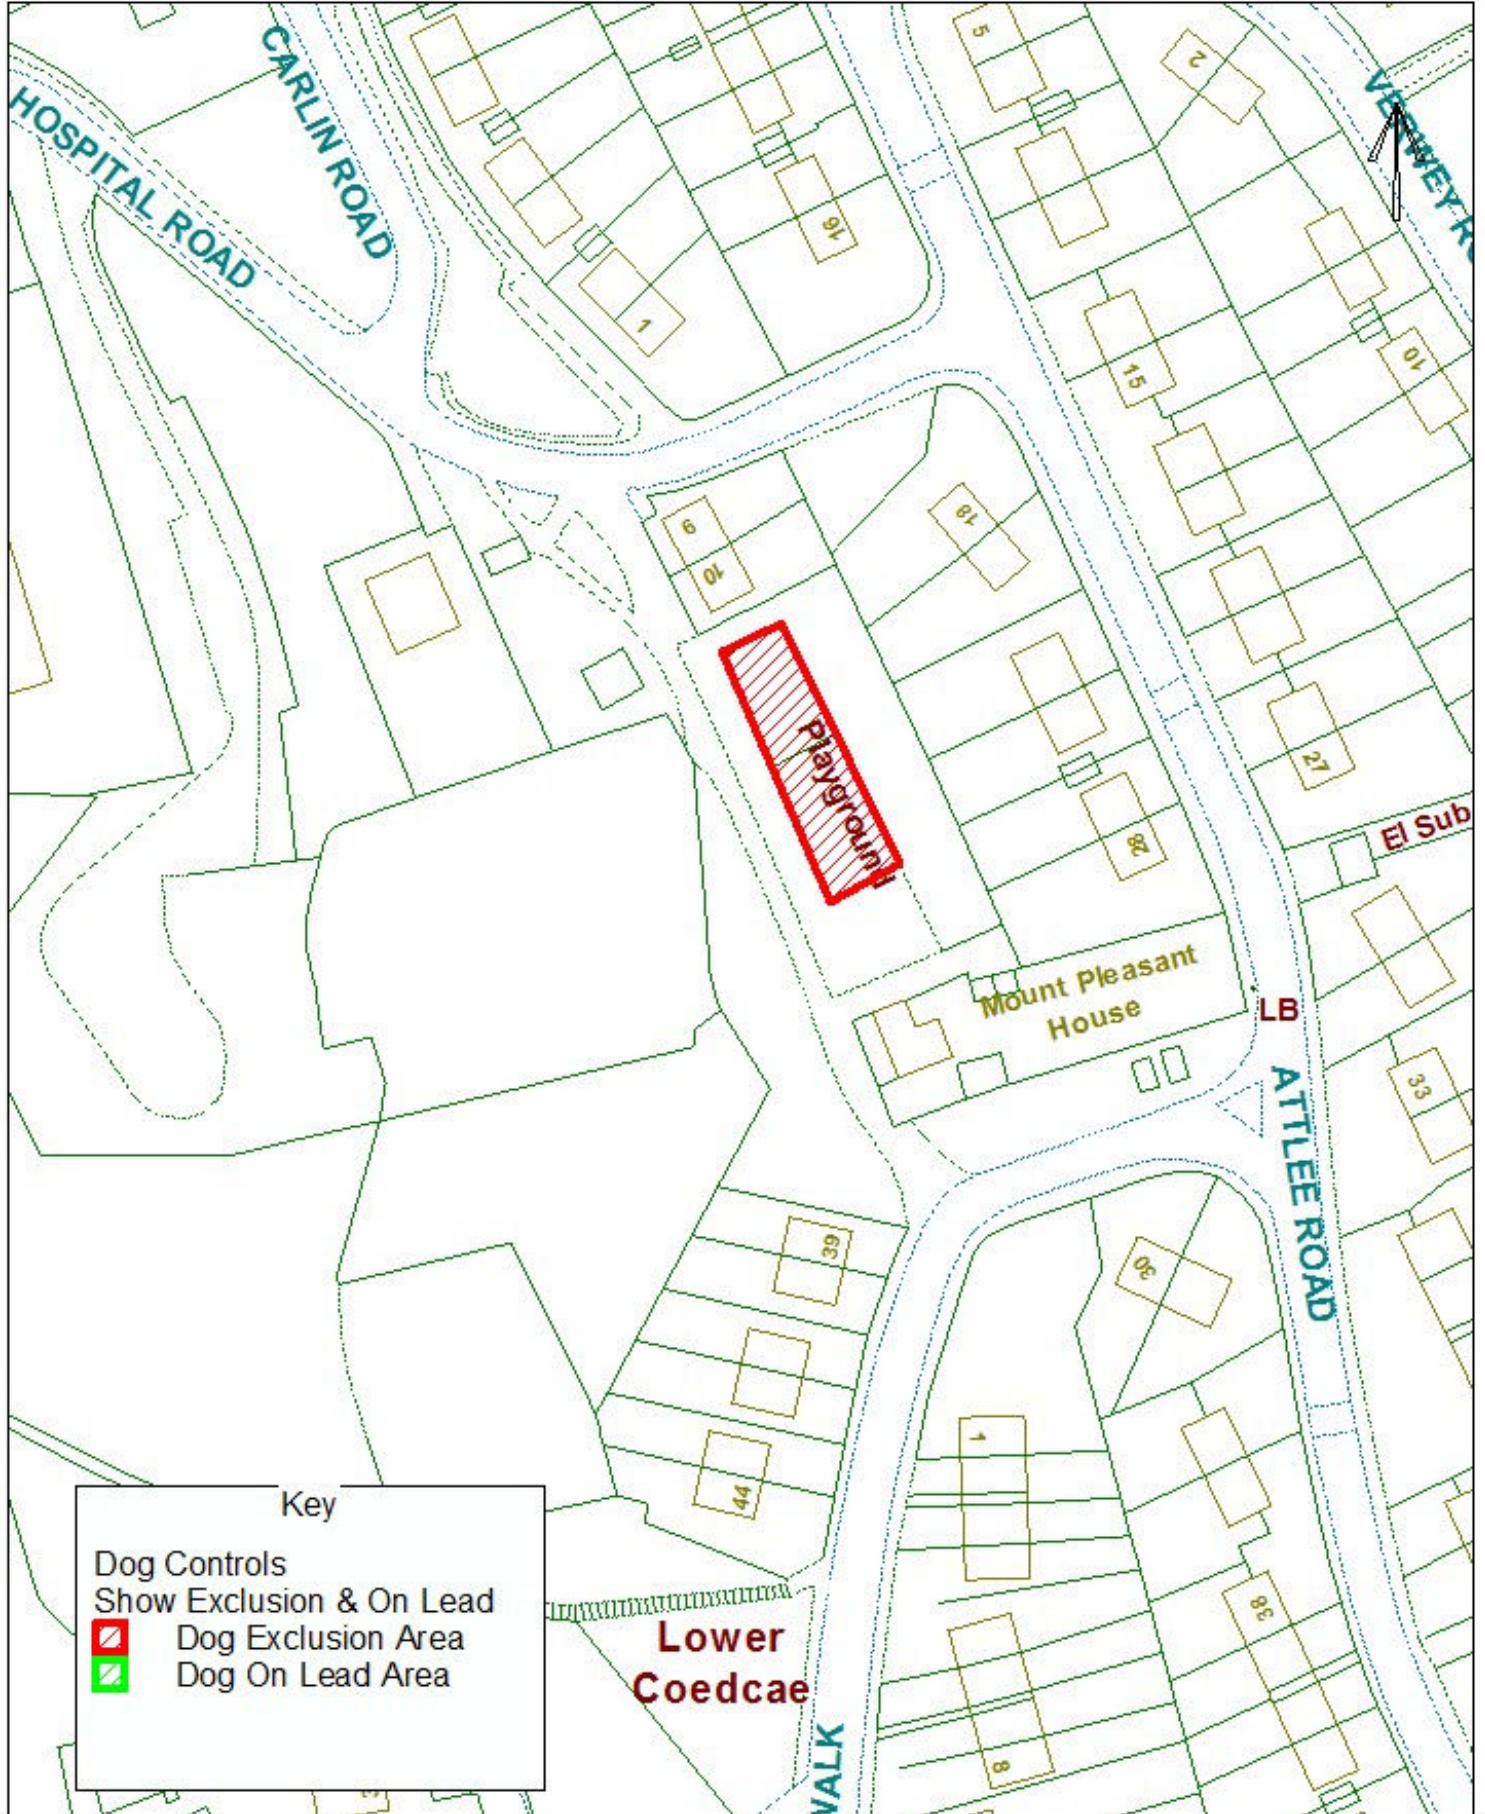 CARLIN ROAD
HOSPITAL ROAD
5
2
16
1
15
10
9
10
18
Playground
27
28
El Sub
Mount Pleasant
House
LB
33
ATTLEE ROAD
39
30
1
44
38
8
Lower
Coedcae
WALK
Key
Dog Controls
Show Exclusion & On Lead
Dog Exclusion Area
Dog On Lead Area